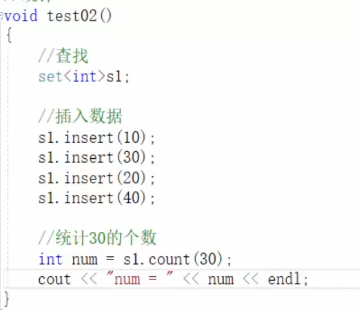 void test02()
{
//查找
set<int>s1;
//插入数据
s1.insert(10);
s1.insert(30);
s1.insert(20);
s1.insert(40);
//统计30的个数
int num = s1.count(30);
cout << "num = " << num << endl;
}